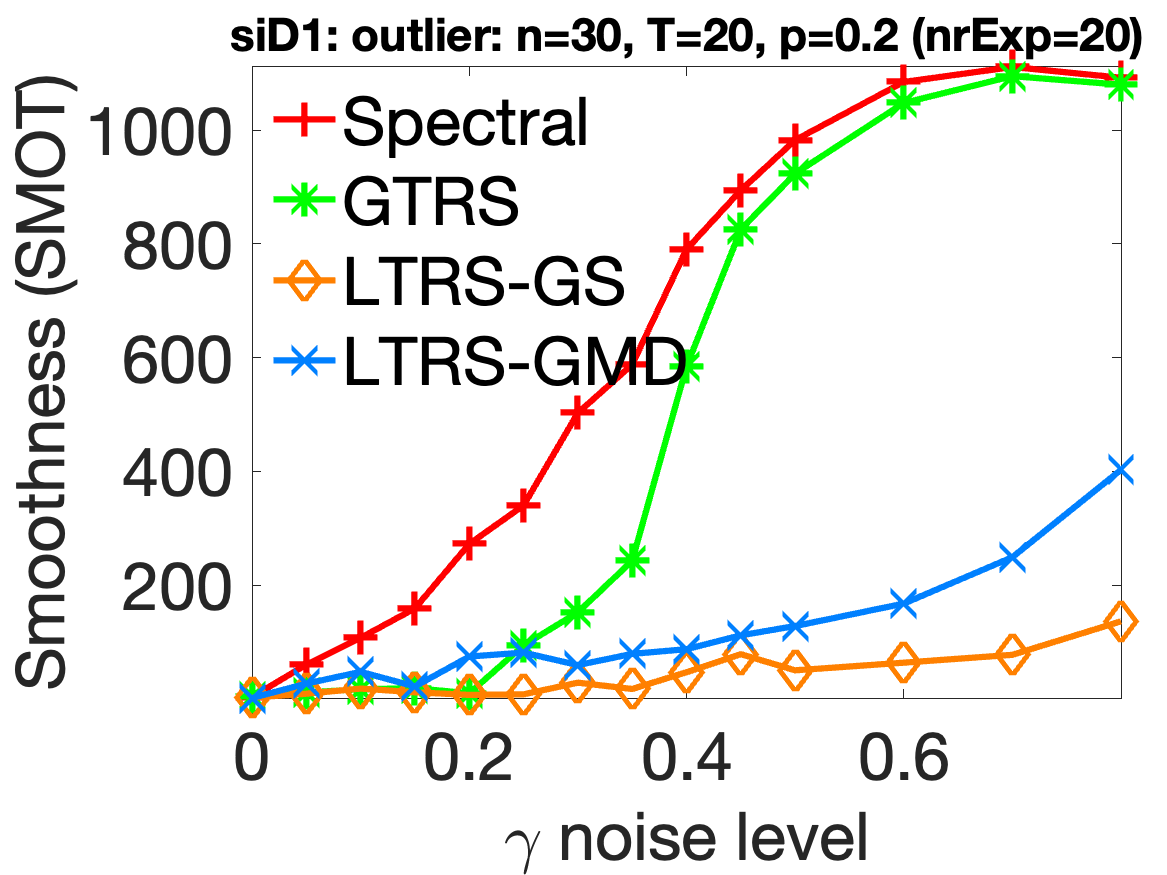 siD1: outlier: n=30, T=20, p=0.2 (nrExp=20)
Smoothness (SMOT)
1000
800
600
400
200
Spectral
GTRS
LTRS-GS
LTRS-GMD
0 0.2 0.4 0.6
γ noise level